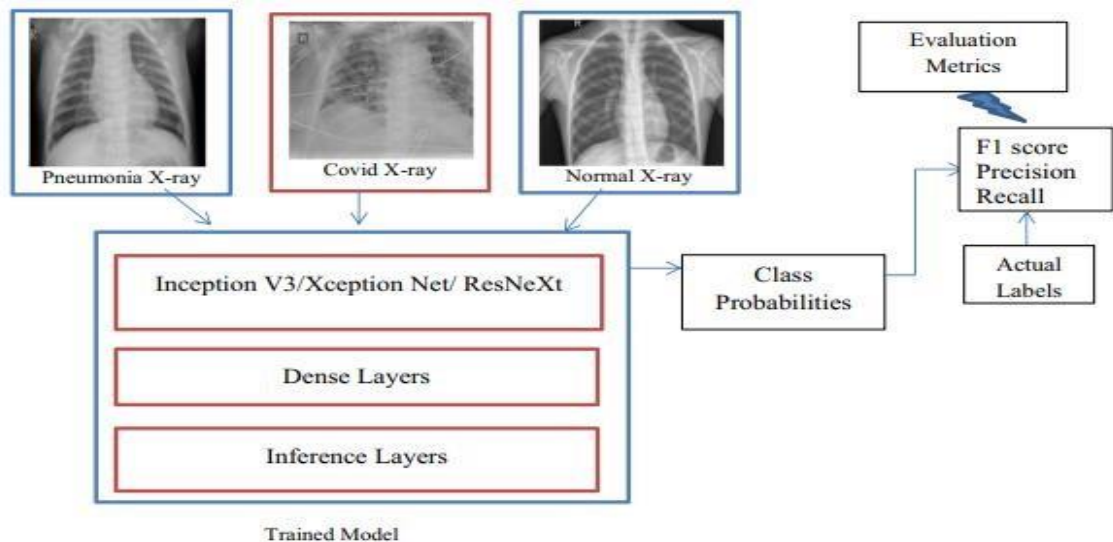 Pneumonia X-ray
Covid X-ray
Normal X-ray
Evaluation
Metrics
F1 score
Precision
Recall
Inception V3/Xception Net/ ResNeXt
Class
Probabilities
Actual
Labels
Dense Layers
Inference Layers
Trained Model